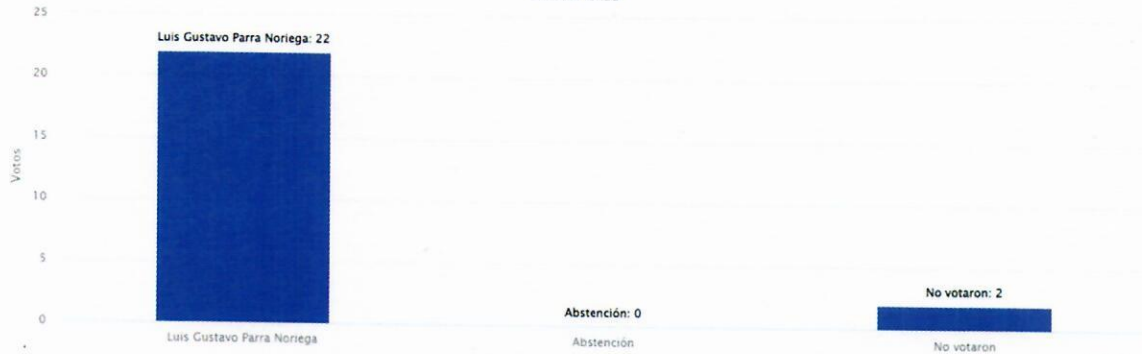 25
Luis Gustavo Parra Noriega: 22
20
15
Votos
10
5
No votaron: 2
Abstención: 0
0
Luis Gustavo Parra Noriega
Abstención
No votaron